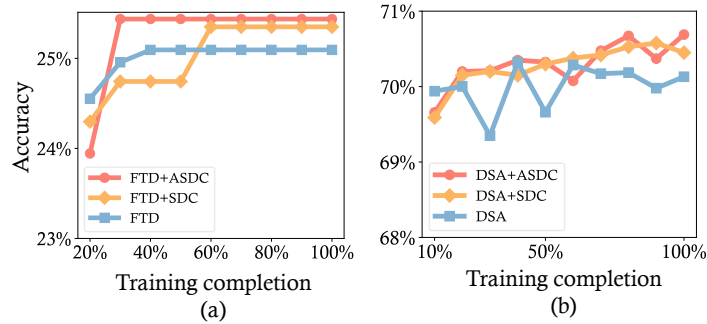 Accuracy
25%
24%
23%
20%
40%
60%
80%
100%
FTD+ASDC
FTD+SDC
FTD
Training completion
(a)
71%
70%
69%
68%
10%
50%
100%
DSA+ASDC
DSA+SDC
DSA
Training completion
(b)